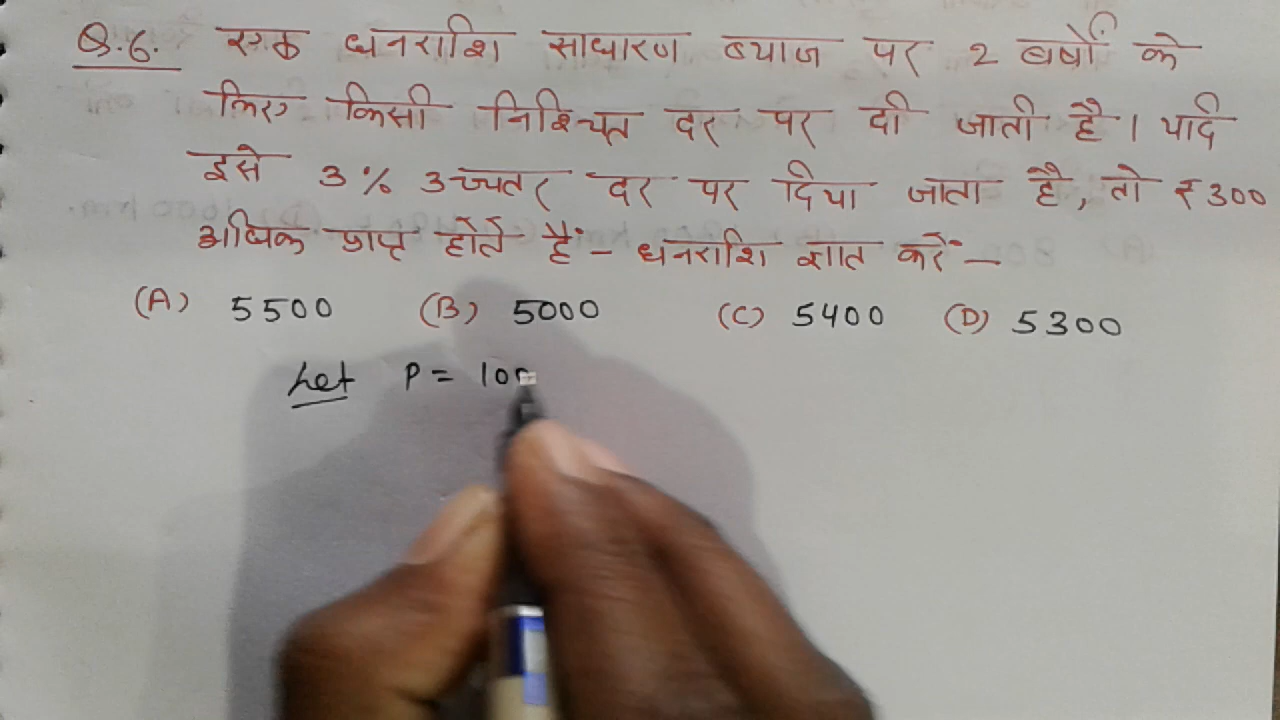 Q.6. एक धनराशि साधारण ब्याज पर 2 बर्षों के
लिए किसी निश्चित दर पर दी जाती है । यदि
इसे 3 % उच्चतर दर पर दिया जाता है, तो ₹ 300
अधिक प्राप्त होते हैं - धनराशि ज्ञात करें -
(A) 5500 (B) 5000 (C) 5400 (D) 5300
Let P = 100